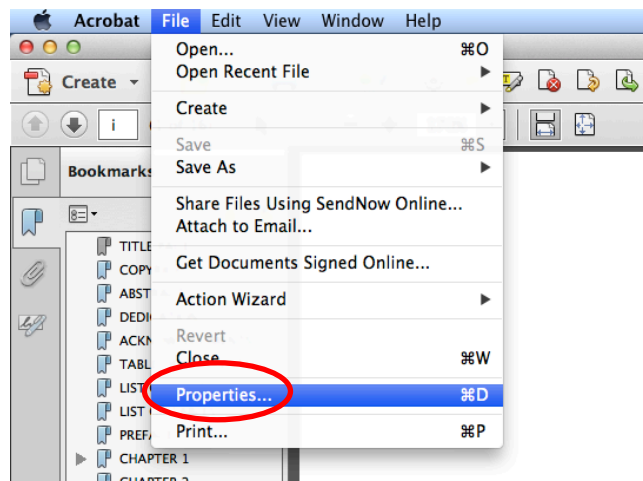 Acrobat File Edit View Window Help
Open... ⌘O
Open Recent File
Create
Create
i
Save ⌘S
Save As
Bookmarks
Share Files Using SendNow Online...
Attach to Email...
TITLE
COPY
Get Documents Signed Online...
ABST
Action Wizard
DEDI
ACKN
Revert
Close ⌘W
TABL
LIST
Properties... ⌘D
LIST
PREF
Print... ⌘P
CHAPTER 1
CHAPTER 2